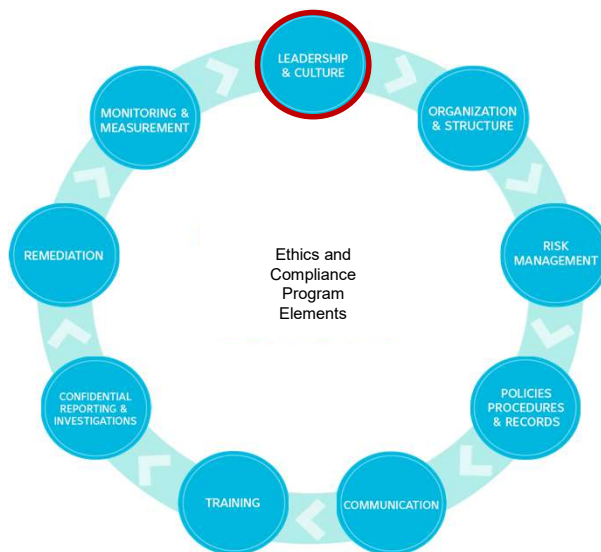 LEADERSHIP
& CULTURE
ORGANIZATION
& STRUCTURE
RISK
MANAGEMENT
POLICIES
PROCEDURES
& RECORDS
COMMUNICATION
TRAINING
CONFIDENTIAL
REPORTING &
INVESTIGATIONS
REMEDIATION
MONITORING &
MEASUREMENT
Ethics and
Compliance
Program
Elements